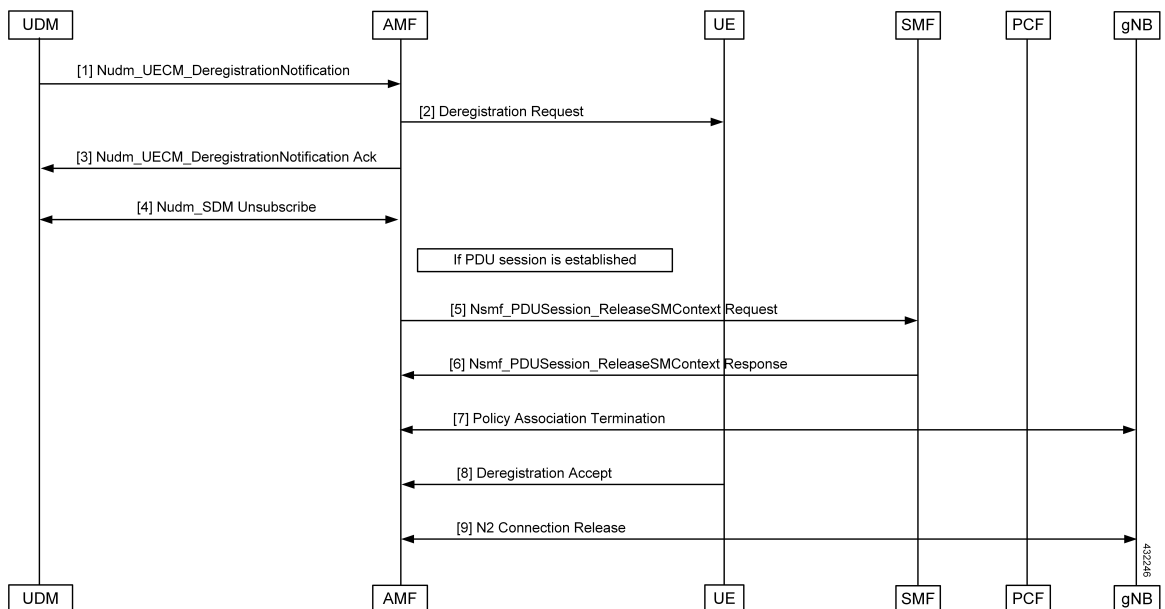 UDM AMF UE SMF PCF gNB
[1] Nudm_UECM_DeregistrationNotification
[2] Deregistration Request
[3] Nudm_UECM_DeregistrationNotification Ack
[4] Nudm_SDM Unsubscribe
If PDU session is established
[5] Nsmf_PDUSession_ReleaseSMContext Request
[6] Nsmf_PDUSession_ReleaseSMContext Response
[7] Policy Association Termination
[8] Deregistration Accept
[9] N2 Connection Release
432246
UDM AMF UE SMF PCF gNB